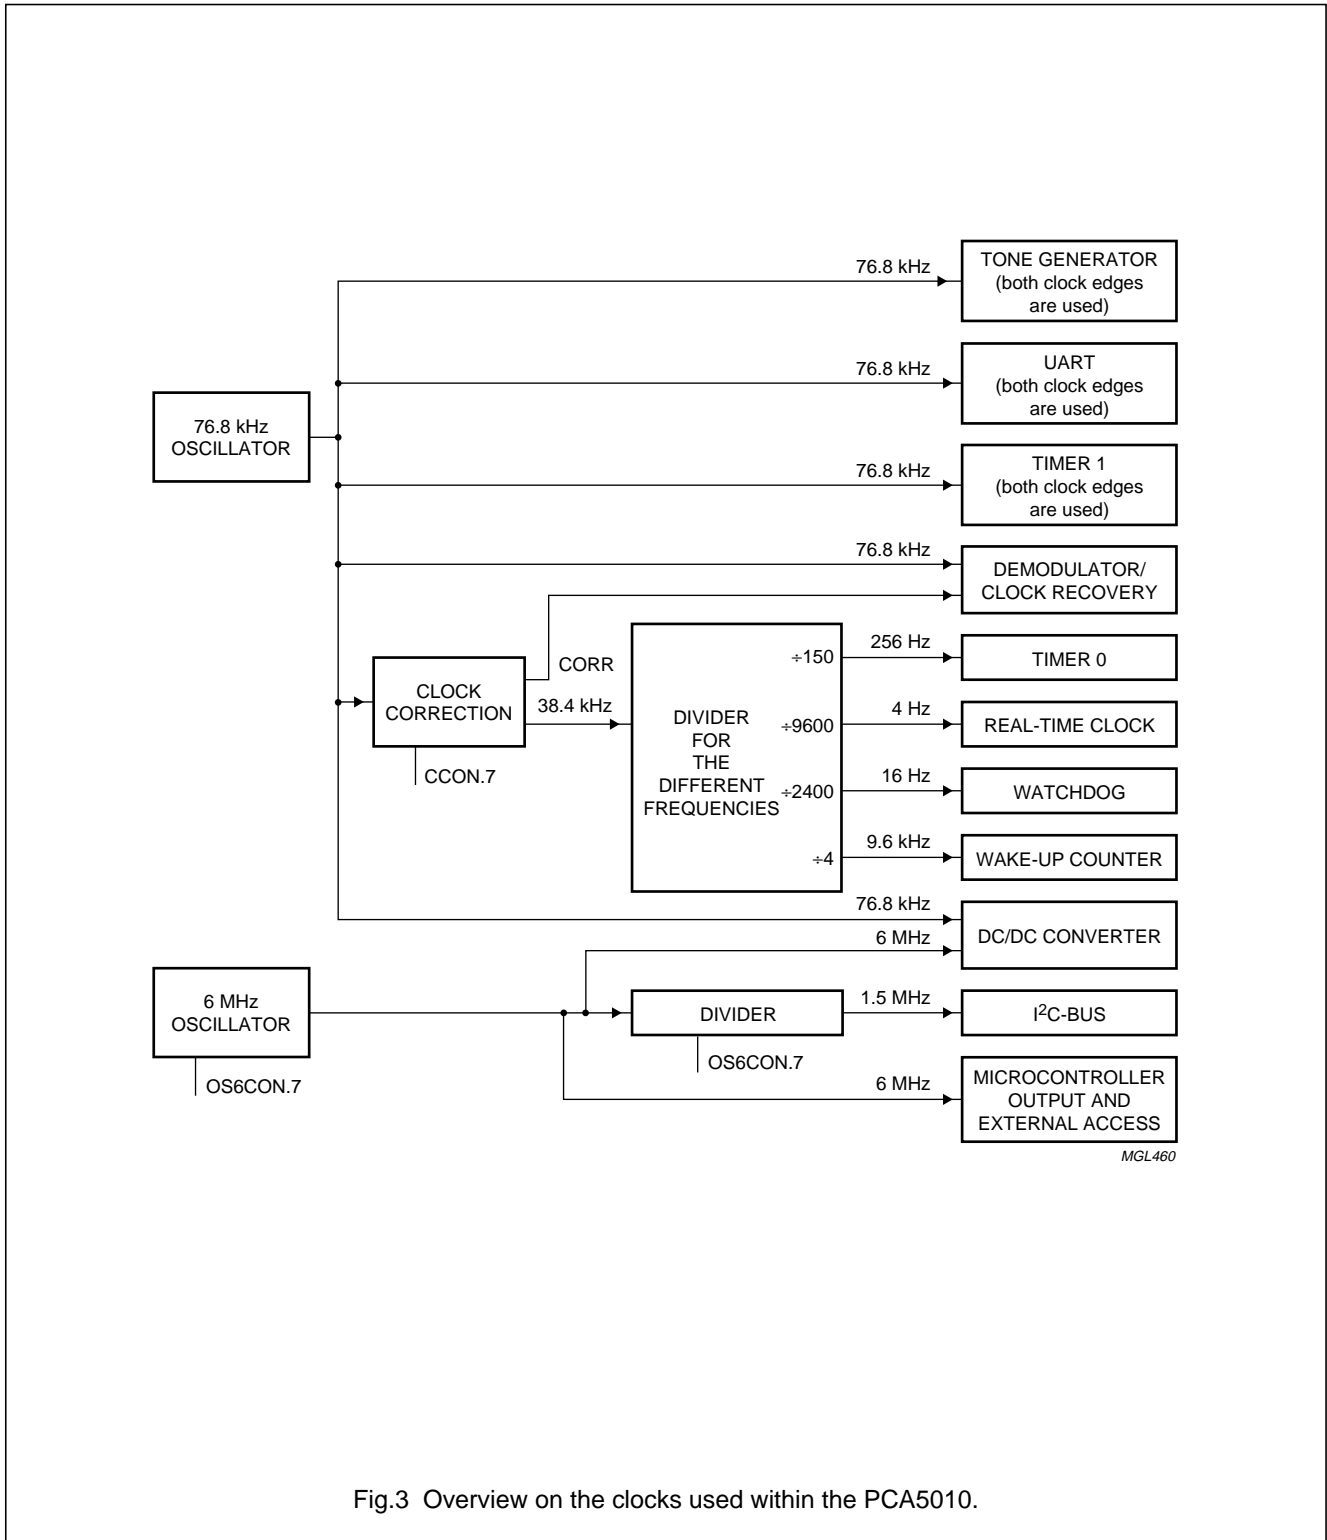 76.8 kHz
TONE GENERATOR
(both clock edges
are used)
76.8 kHz
UART
(both clock edges
are used)
76.8 kHz
OSCILLATOR
76.8 kHz
TIMER 1
(both clock edges
are used)
76.8 kHz
DEMODULATOR/
CLOCK RECOVERY
CLOCK
CORRECTION
CORR
38.4 kHz
CCON.7
DIVIDER
FOR
THE
DIFFERENT
FREQUENCIES
÷150
256 Hz
TIMER 0
÷9600
4 Hz
REAL-TIME CLOCK
÷2400
16 Hz
WATCHDOG
÷4
9.6 kHz
WAKE-UP COUNTER
76.8 kHz
6 MHz
DC/DC CONVERTER
6 MHz
OSCILLATOR
OS6CON.7
DIVIDER
OS6CON.7
1.5 MHz
I²C-BUS
6 MHz
MICROCONTROLLER
OUTPUT AND
EXTERNAL ACCESS
MGL460
Fig.3 Overview on the clocks used within the PCA5010.